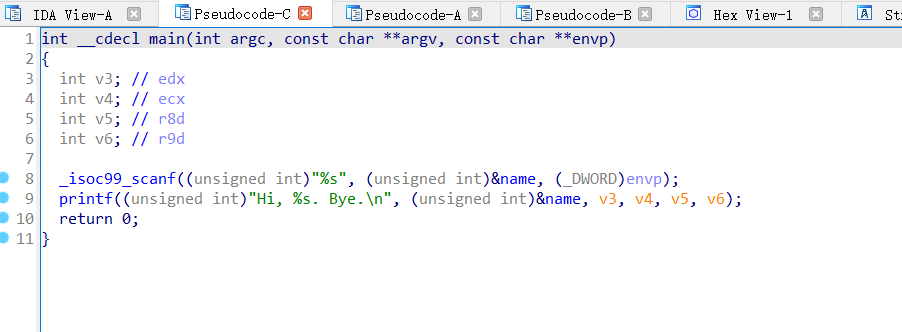 IDA View-A Pseudocode-C Pseudocode-A Pseudocode-B Hex View-1 A St
1 int __cdecl main(int argc, const char **argv, const char **envp)
2 {
3 int v3; // edx
4 int v4; // ecx
5 int v5; // r8d
6 int v6; // r9d
7
8 _isoc99_scanf((unsigned int)"%s", (unsigned int)&name, (_DWORD)envp);
9 printf((unsigned int)"Hi, %s. Bye.\n", (unsigned int)&name, v3, v4, v5, v6);
10 return 0;
11 }